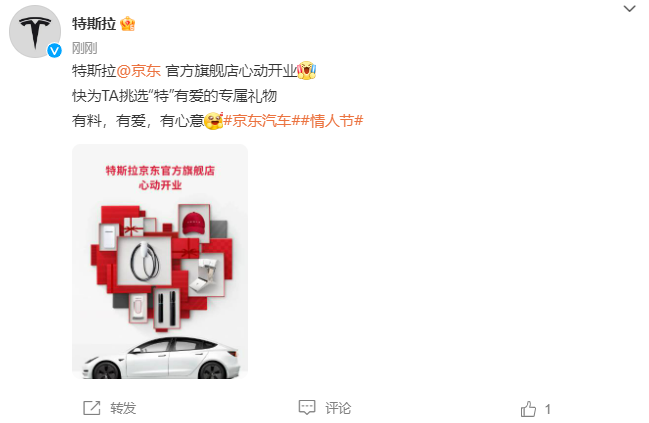 特斯拉
刚刚
特斯拉@京东 官方旗舰店心动开业
快为TA挑选“特”有爱的专属礼物
有料，有爱，有心意#京东汽车##情人节#
特斯拉京东官方旗舰店
心动开业
转发
评论
1